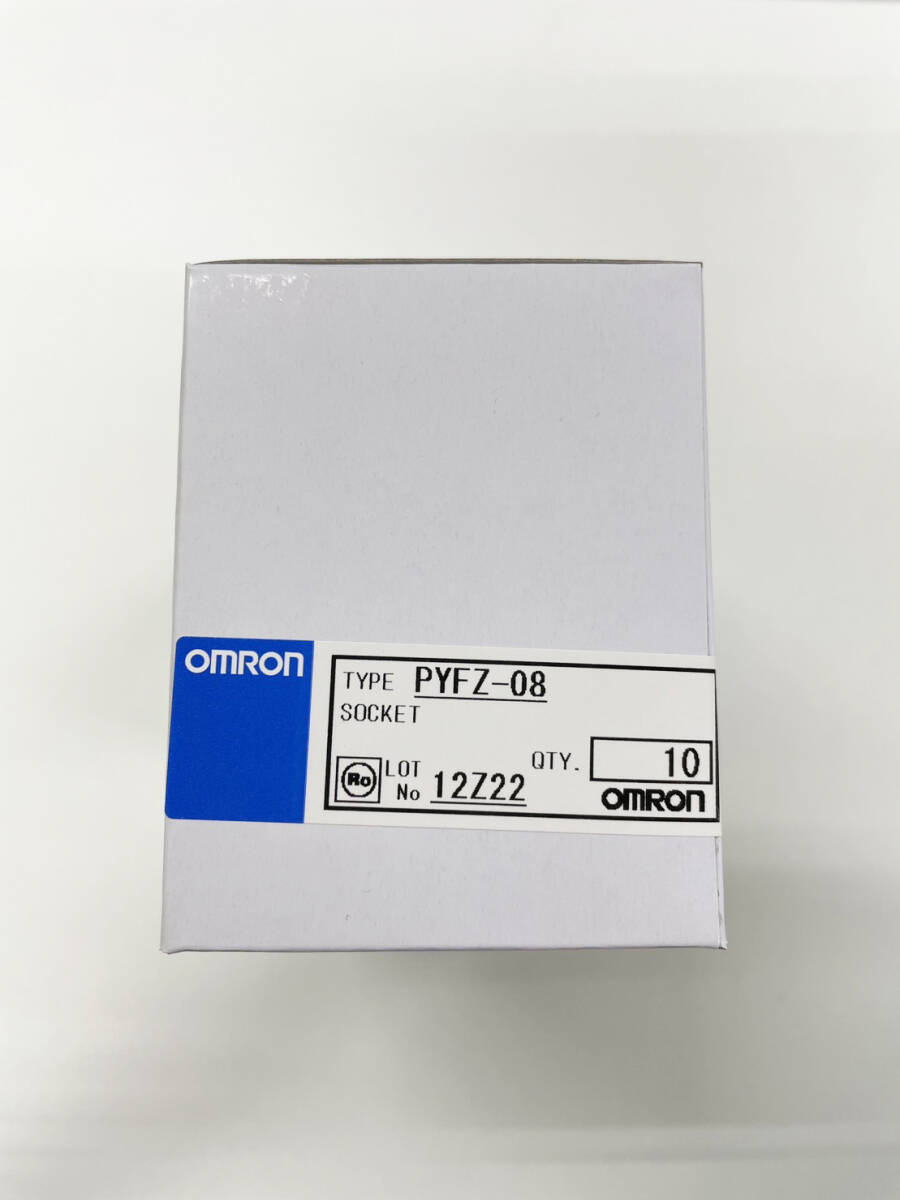 OMRON
TYPE PYFZ-08
SOCKET
Ro
LOT No 12Z22
QTY. 10
OMRON